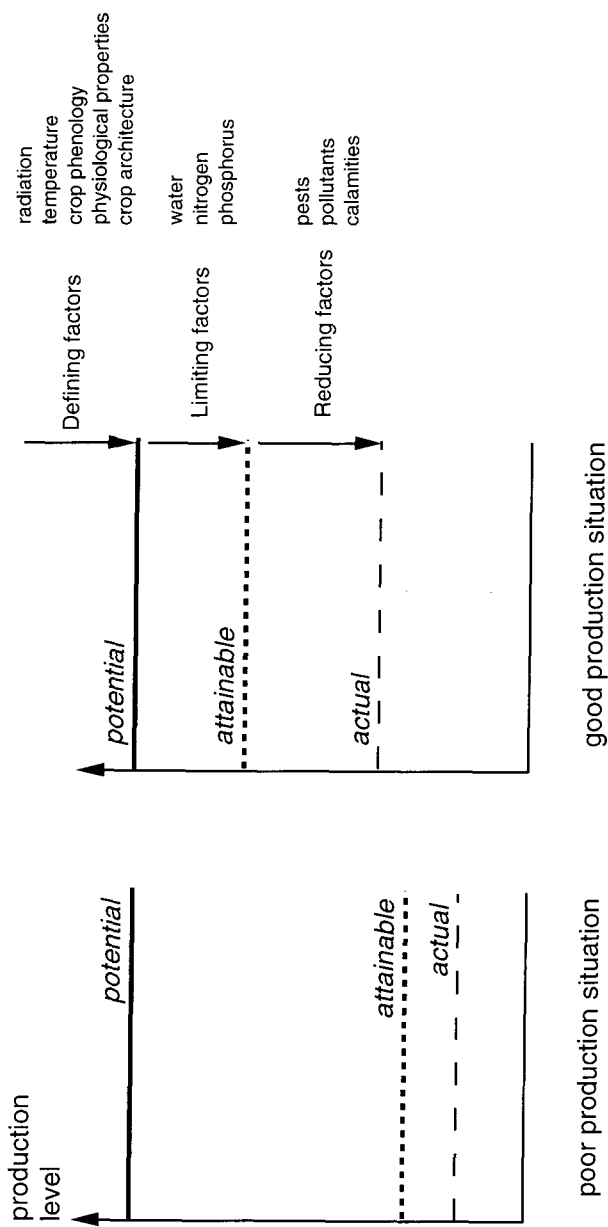 production
level
potential
attainable
actual
poor production situation
potential
attainable
actual
good production situation
Defining factors
radiation
temperature
crop phenology
physiological properties
crop architecture
Limiting factors
water
nitrogen
phosphorus
Reducing factors
pests
pollutants
calamities